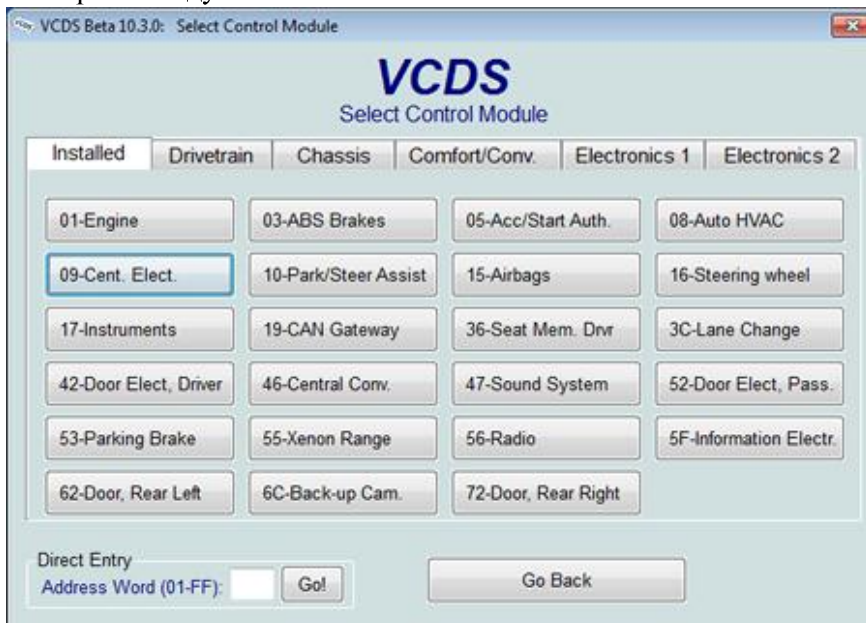 VCDS Beta 10.3.0: Select Control Module
VCDS
Select Control Module
Installed Drivetrain Chassis Comfort/Conv. Electronics 1 Electronics 2
01-Engine 03-ABS Brakes 05-Acc/Start Auth. 08-Auto HVAC
09-Cent. Elect. 10-Park/Steer Assist 15-Airbags 16-Steering wheel
17-Instruments 19-CAN Gateway 36-Seat Mem. Drvr 3C-Lane Change
42-Door Elect, Driver 46-Central Conv. 47-Sound System 52-Door Elect, Pass.
53-Parking Brake 55-Xenon Range 56-Radio 5F-Information Electr.
62-Door, Rear Left 6C-Back-up Cam. 72-Door, Rear Right
Direct Entry
Address Word (01-FF): Go! Go Back